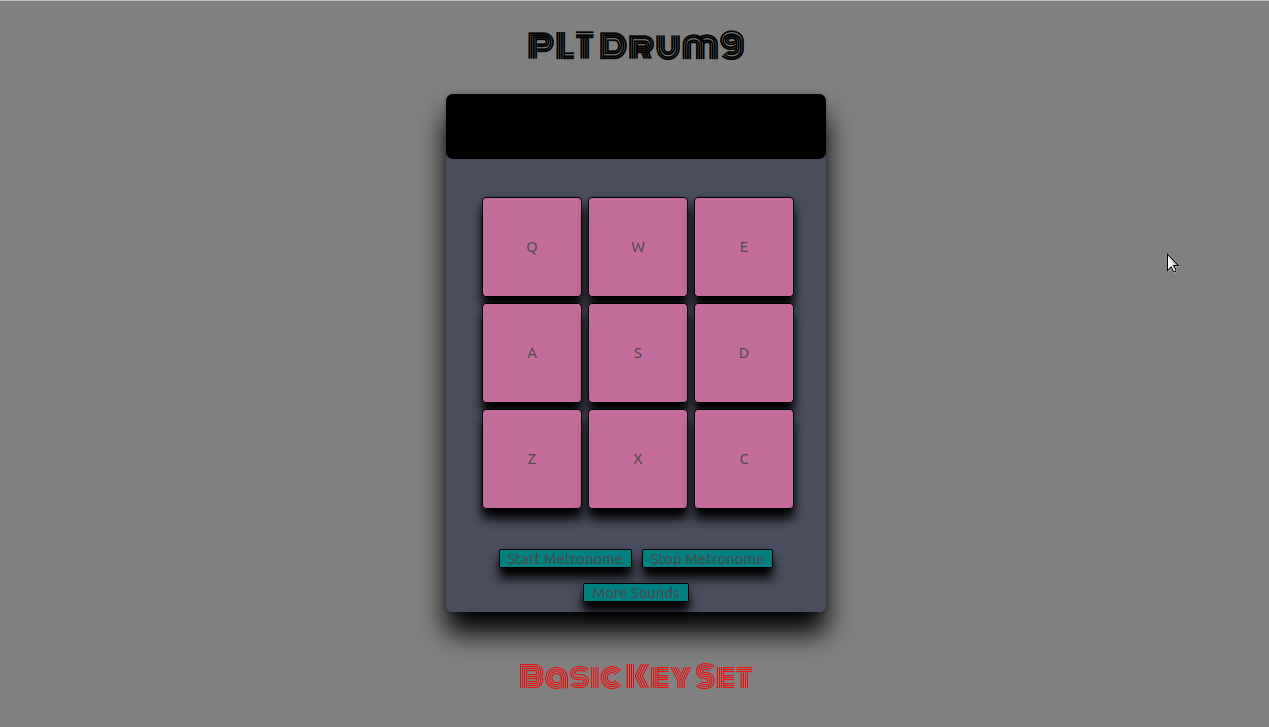 PLT Drum9
Q W E
A S D
Z X C
Start Metronome Stop Metronome
More Sounds
Basic Key Set